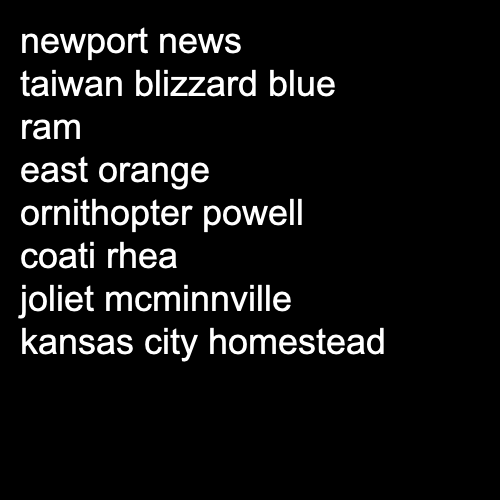 newport news
taiwan blizzard blue
ram
east orange
ornithopter powell
coati rhea
joliet mcminnville
kansas city homestead